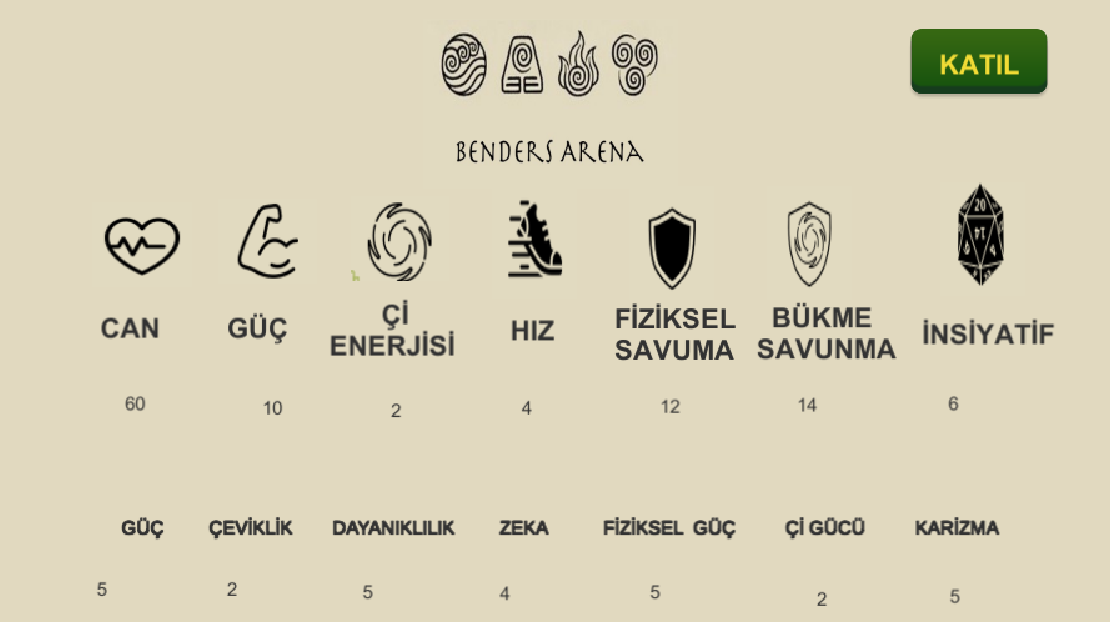 KATIL
BENDERS ARENA
20
CAN
GÜÇ
Çİ
ENERJİSİ
HIZ
FİZİKSEL
SAVUMA
BÜKME
SAVUNMA
İNSİYATİF
60
10
2
4
12
14
6
GÜÇ
ÇEVİKLİK
DAYANIKLILIK
ZEKA
FİZİKSEL GÜÇ
Çİ GÜCÜ
KARİZMA
5
2
5
4
5
2
5